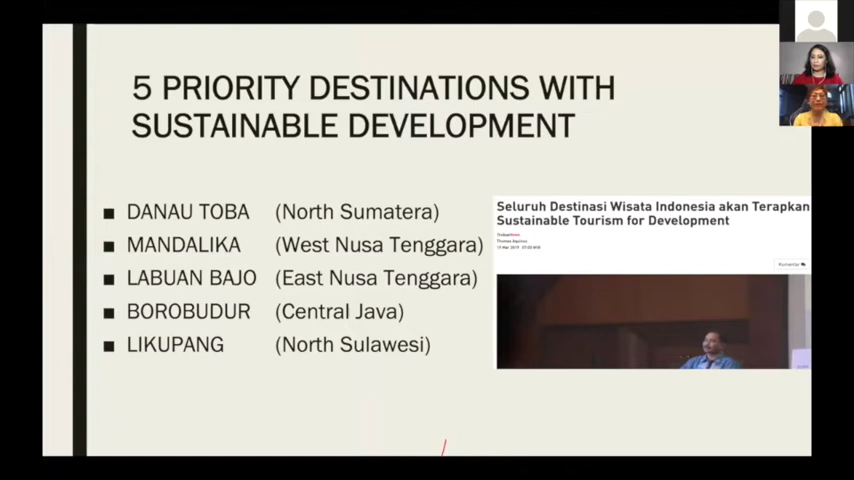 5 PRIORITY DESTINATIONS WITH
SUSTAINABLE DEVELOPMENT
■ DANAU TOBA (North Sumatera)
■ MANDALIKA (West Nusa Tenggara)
■ LABUAN BAJO (East Nusa Tenggara)
■ BOROBUDUR (Central Java)
■ LIKUPANG (North Sulawesi)
Seluruh Destinasi Wisata Indonesia akan Terapkan
Sustainable Tourism for Development
Komentar